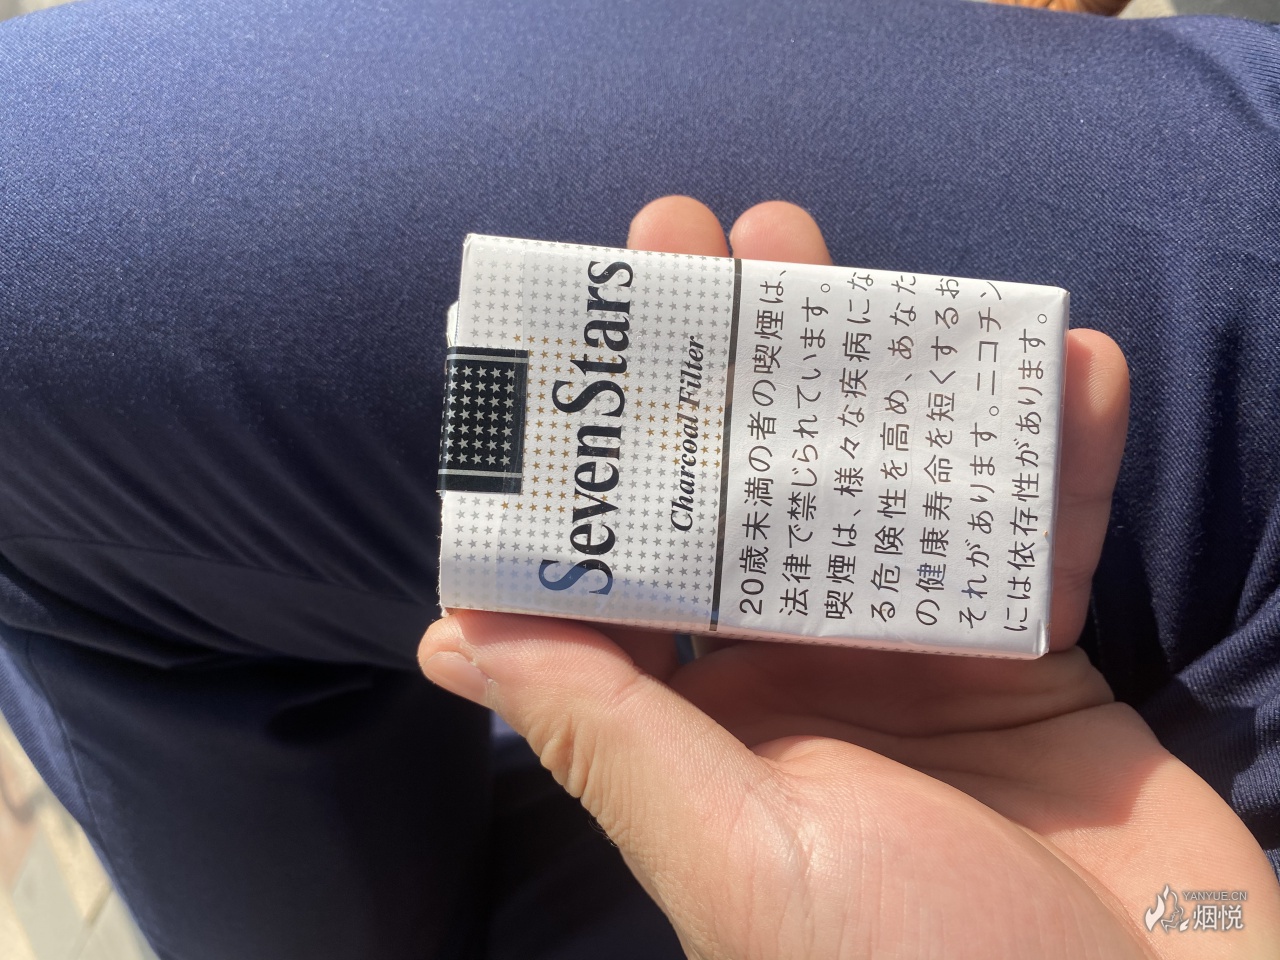 Seven Stars
Charcoal Filter
20歳未満の者の喫煙は、
法律で禁じられています。
喫煙は、様々な疾病にな
る危険性を高め、あなた
の健康寿命を短くするお
それがあります。ニコチン
には依存性があります。
YANYUE.CN
烟悦